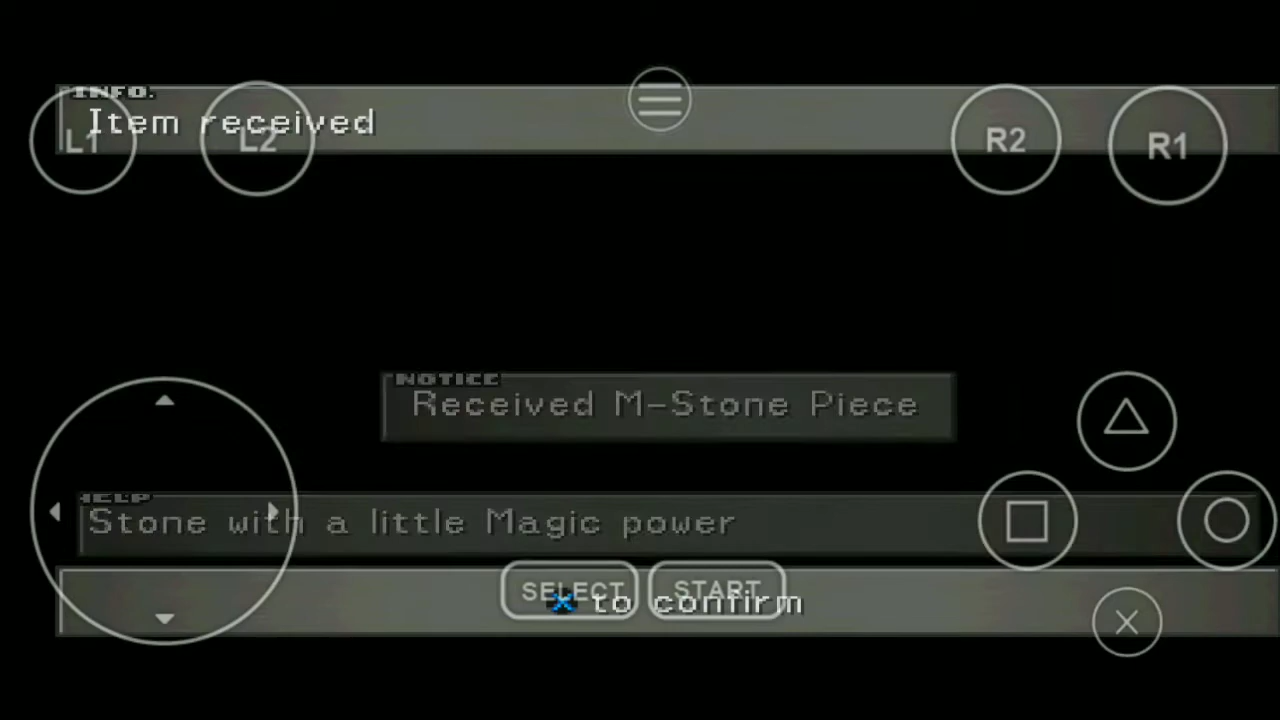 INFO.
Item received
L1
L2
R2
R1
NOTICE
Received M-Stone Piece
HELP
Stone with a little Magic power
SELECT
START
× to confirm